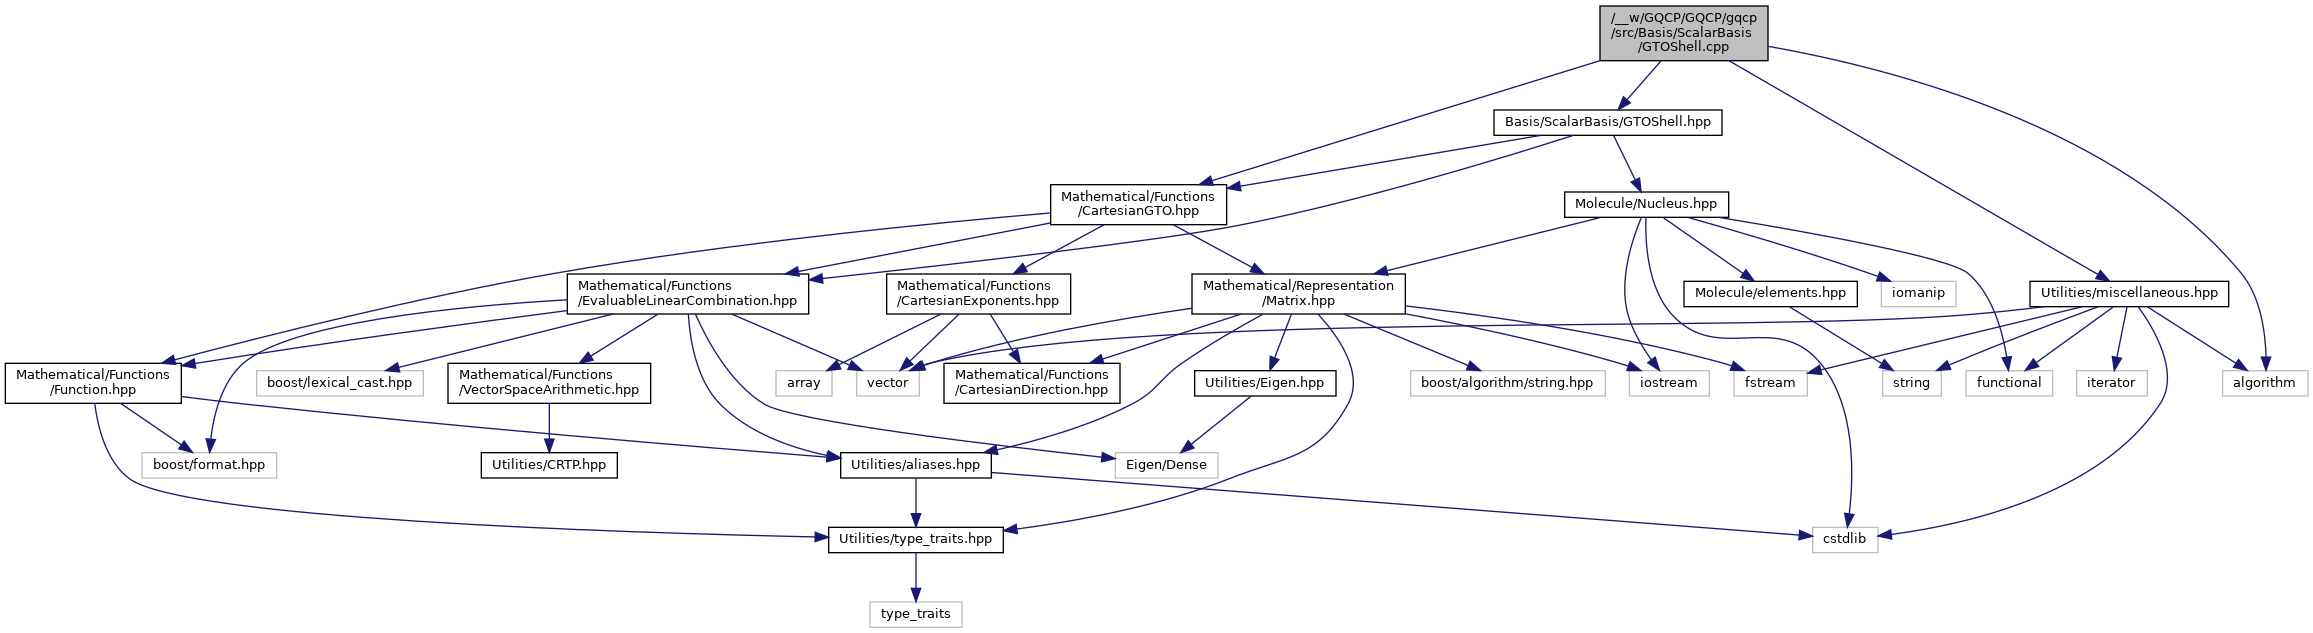 /__w/GQCP/GQCP/gqcp
/src/Basis/ScalarBasis
/GTOShell.cpp
Basis/ScalarBasis/GTOShell.hpp
Mathematical/Functions
/CartesianGTO.hpp
Molecule/Nucleus.hpp
Mathematical/Functions
/EvaluableLinearCombination.hpp
Mathematical/Functions
/CartesianExponents.hpp
Mathematical/Representation
/Matrix.hpp
Molecule/elements.hpp
iomanip
Utilities/miscellaneous.hpp
Mathematical/Functions
/Function.hpp
boost/lexical_cast.hpp
Mathematical/Functions
/VectorSpaceArithmetic.hpp
array
vector
Mathematical/Functions
/CartesianDirection.hpp
Utilities/Eigen.hpp
boost/algorithm/string.hpp
iostream
fstream
string
functional
iterator
algorithm
boost/format.hpp
Utilities/CRTP.hpp
Utilities/aliases.hpp
Eigen/Dense
Utilities/type_traits.hpp
cstdlib
type_traits